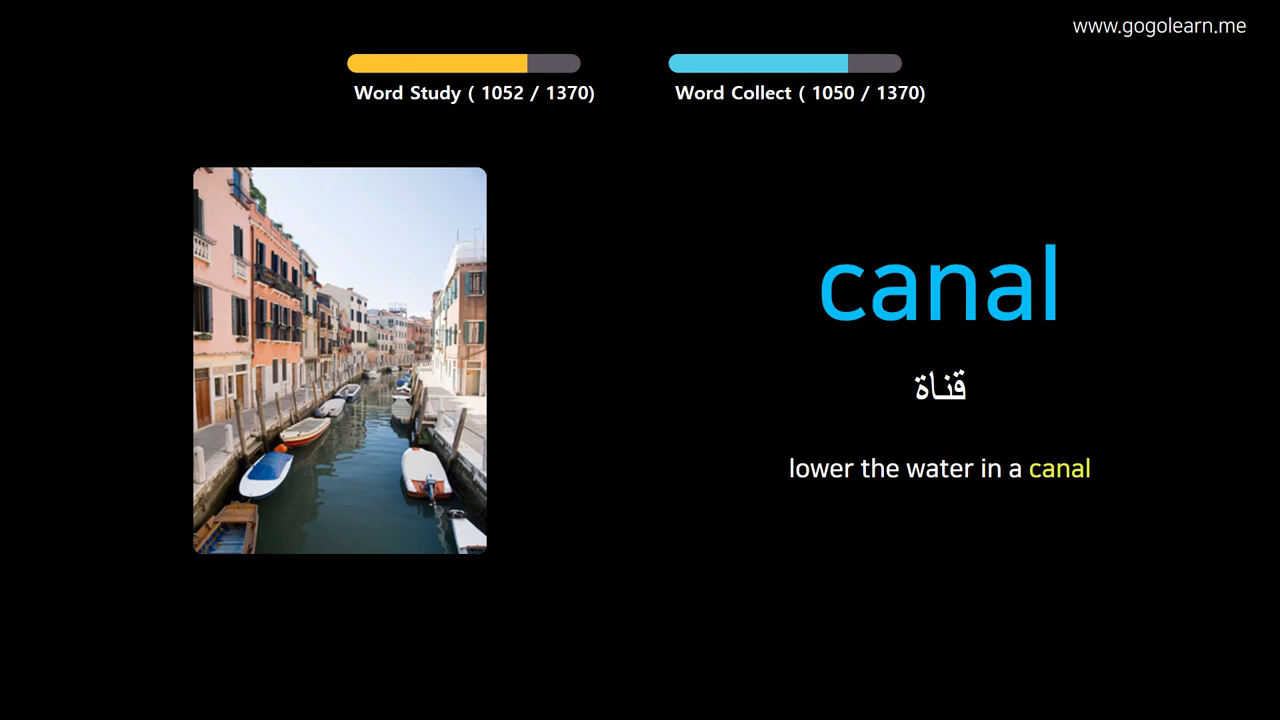 www.gogolearn.me
Word Study ( 1052 / 1370)
Word Collect ( 1050 / 1370)
canal
قناة
lower the water in a canal